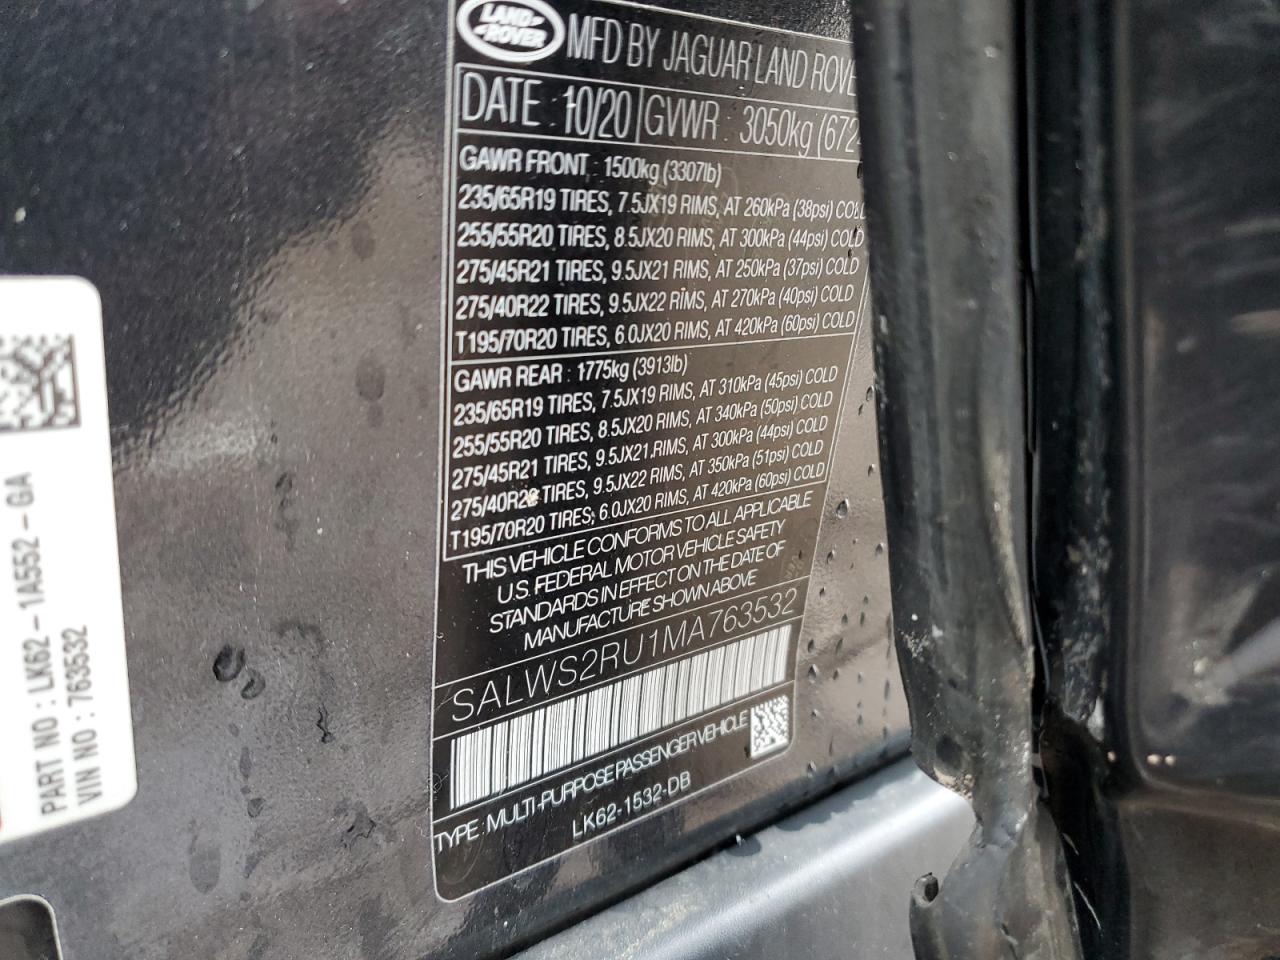 LAND-
-ROVER
MFD BY JAGUAR LAND ROVE
DATE : 10/20 GVWR : 3050kg (672
GAWR FRONT : 1500kg (3307lb)
235/65R19 TIRES, 7.5JX19 RIMS, AT 260kPa (38psi) COLD
255/55R20 TIRES, 8.5JX20 RIMS, AT 300kPa (44psi) COLD
275/45R21 TIRES, 9.5JX21 RIMS, AT 250kPa (37psi) COLD
275/40R22 TIRES, 9.5JX22 RIMS, AT 270kPa (40psi) COLD
T195/70R20 TIRES, 6.0JX20 RIMS, AT 420kPa (60psi) COLD
GAWR REAR : 1775kg (3913lb)
235/65R19 TIRES, 7.5JX19 RIMS, AT 310kPa (45psi) COLD
255/55R20 TIRES, 8.5JX20 RIMS, AT 340kPa (50psi) COLD
275/45R21 TIRES, 9.5JX21 RIMS, AT 300kPa (44psi) COLD
275/40R22 TIRES, 9.5JX22 RIMS, AT 350kPa (51psi) COLD
T195/70R20 TIRES, 6.0JX20 RIMS, AT 420kPa (60psi) COLD
THIS VEHICLE CONFORMS TO ALL APPLICABLE
U.S. FEDERAL MOTOR VEHICLE SAFETY
STANDARDS IN EFFECT ON THE DATE OF
MANUFACTURE SHOWN ABOVE
SALWS2RU1MA763532
TYPE : MULTI-PURPOSE PASSENGER VEHICLE
LK62-1532-DB
PART NO : LK62-1A552-GA
VIN NO : 763532